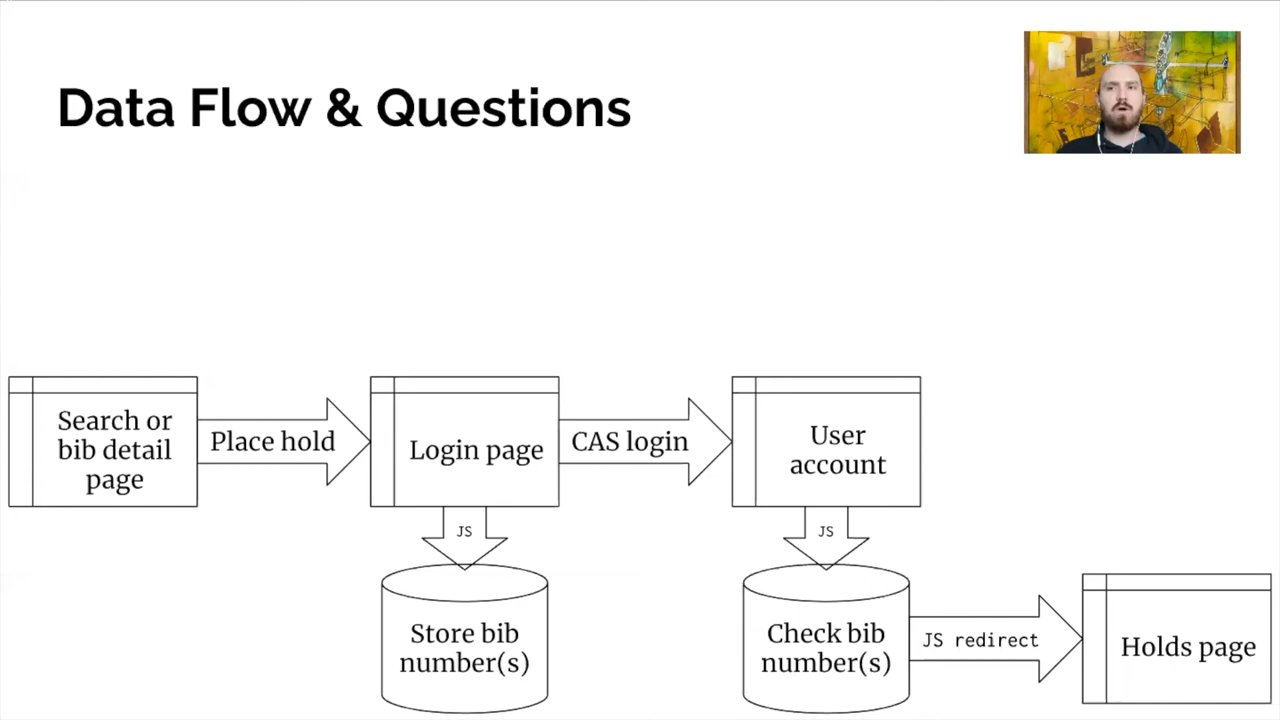 Data Flow & Questions
Search or
bib detail
page
Place hold
Login page
CAS login
User
account
JS
JS
Store bib
number(s)
Check bib
number(s)
JS redirect
Holds page